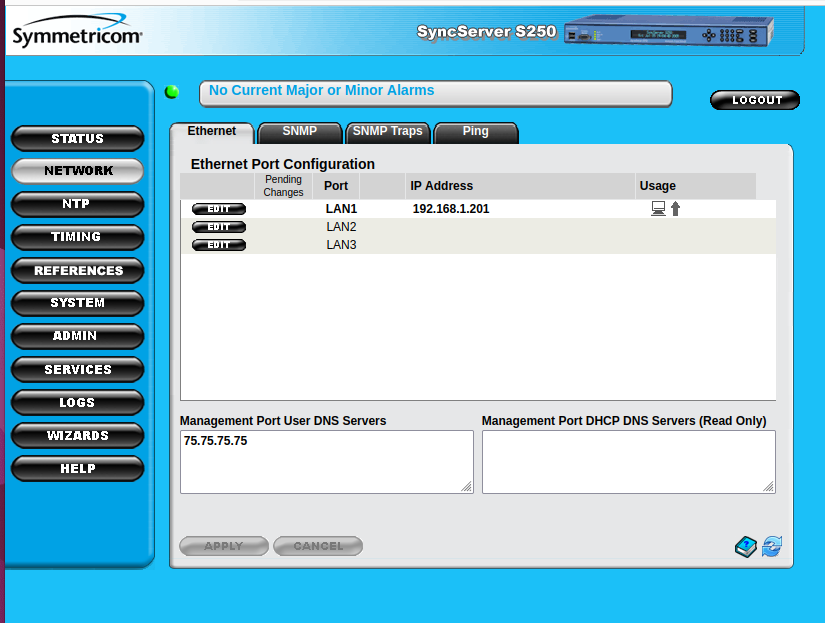 Symmetricom
SyncServer S250
No Current Major or Minor Alarms
LOGOUT
STATUS
NETWORK
NTP
TIMING
REFERENCES
SYSTEM
ADMIN
SERVICES
LOGS
WIZARDS
HELP
Ethernet SNMP SNMP Traps Ping
Ethernet Port Configuration
Pending Changes Port IP Address Usage
EDIT LAN1 192.168.1.201
EDIT LAN2
EDIT LAN3
Management Port User DNS Servers Management Port DHCP DNS Servers (Read Only)
75.75.75.75
APPLY CANCEL